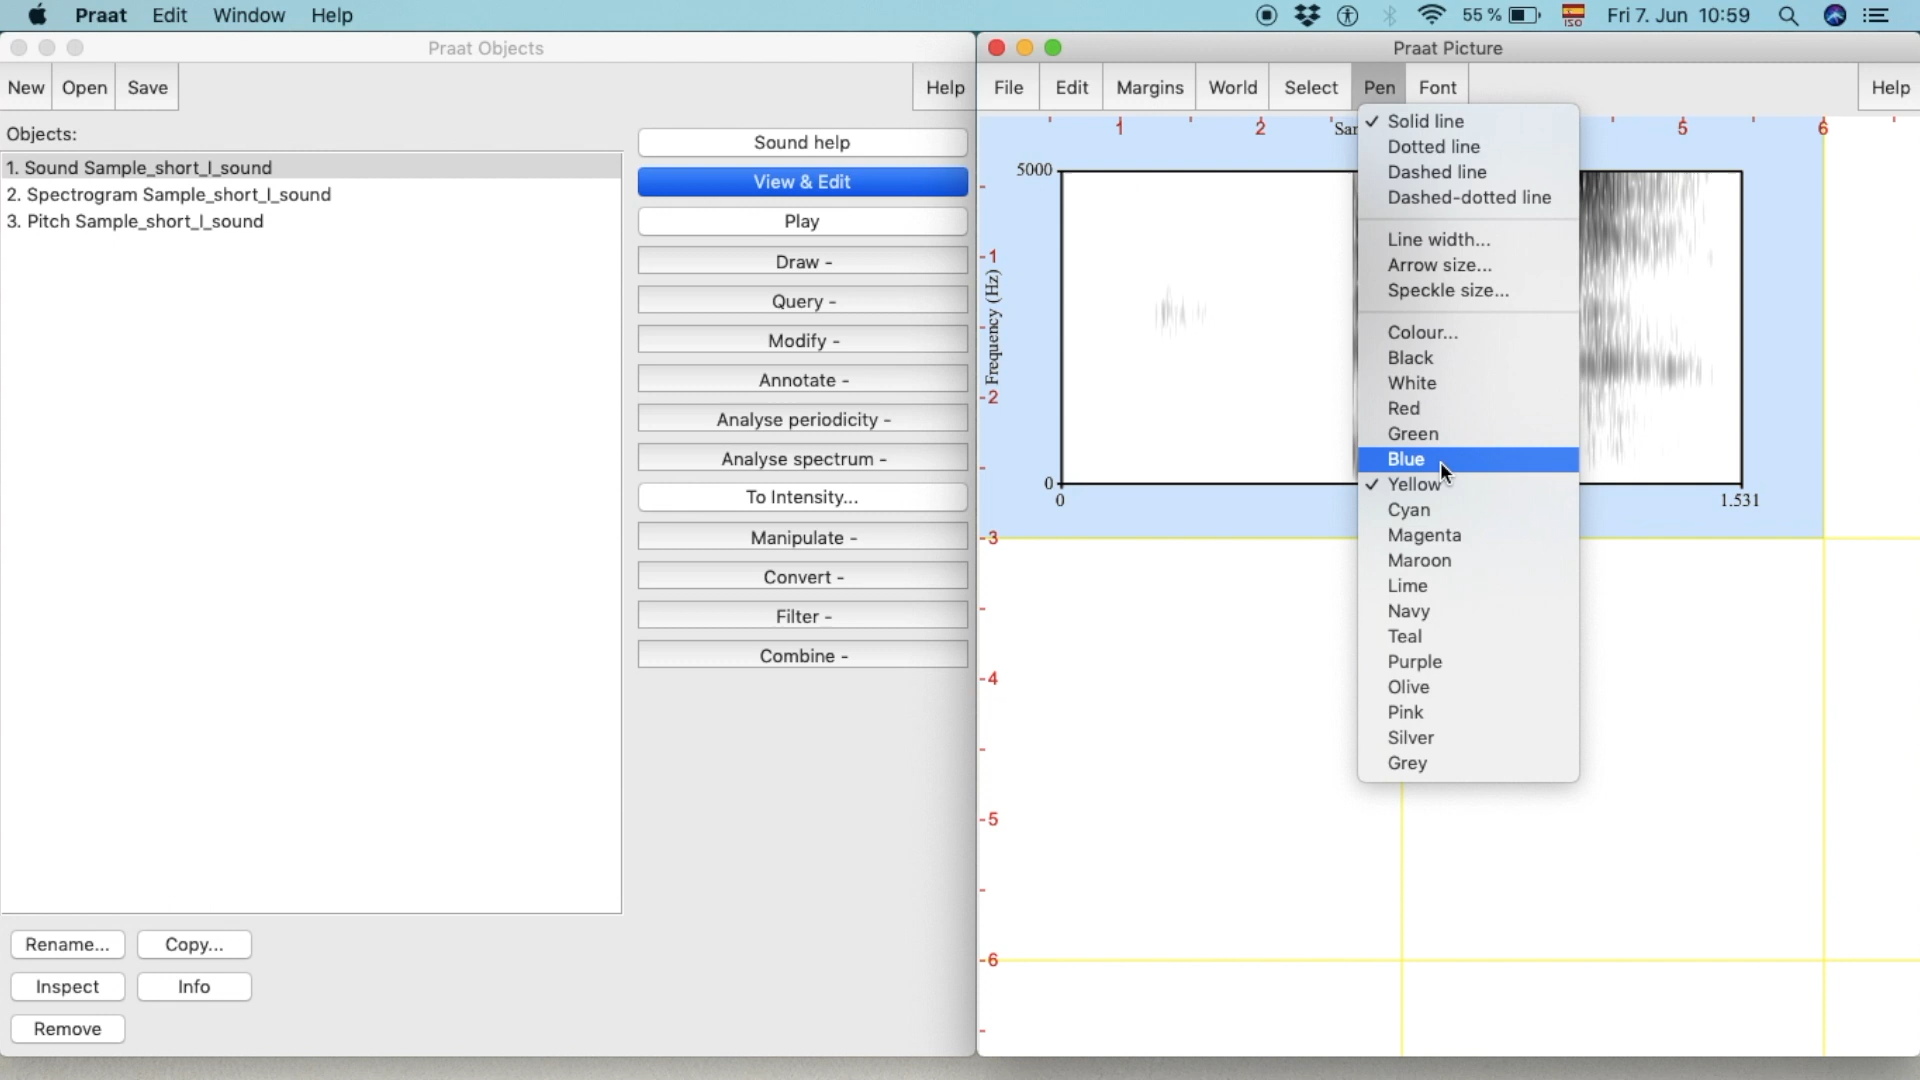 Praat Edit Window Help
55 % ISO Fri 7. Jun 10:59
Praat Objects
New Open Save Help
Objects:
1. Sound Sample_short_l_sound
2. Spectrogram Sample_short_l_sound
3. Pitch Sample_short_l_sound
Sound help
View & Edit
Play
Draw -
Query -
Modify -
Annotate -
Analyse periodicity -
Analyse spectrum -
To Intensity...
Manipulate -
Convert -
Filter -
Combine -
Rename... Copy...
Inspect Info
Remove
Praat Picture
File Edit Margins World Select Pen Font Help
1 2 5 6
5000
Frequency (Hz)
0
0 1.531
1
2
3
4
5
6
✓ Solid line
Dotted line
Dashed line
Dashed-dotted line
Line width...
Arrow size...
Speckle size...
Colour...
Black
White
Red
Green
Blue
✓ Yellow
Cyan
Magenta
Maroon
Lime
Navy
Teal
Purple
Olive
Pink
Silver
Grey